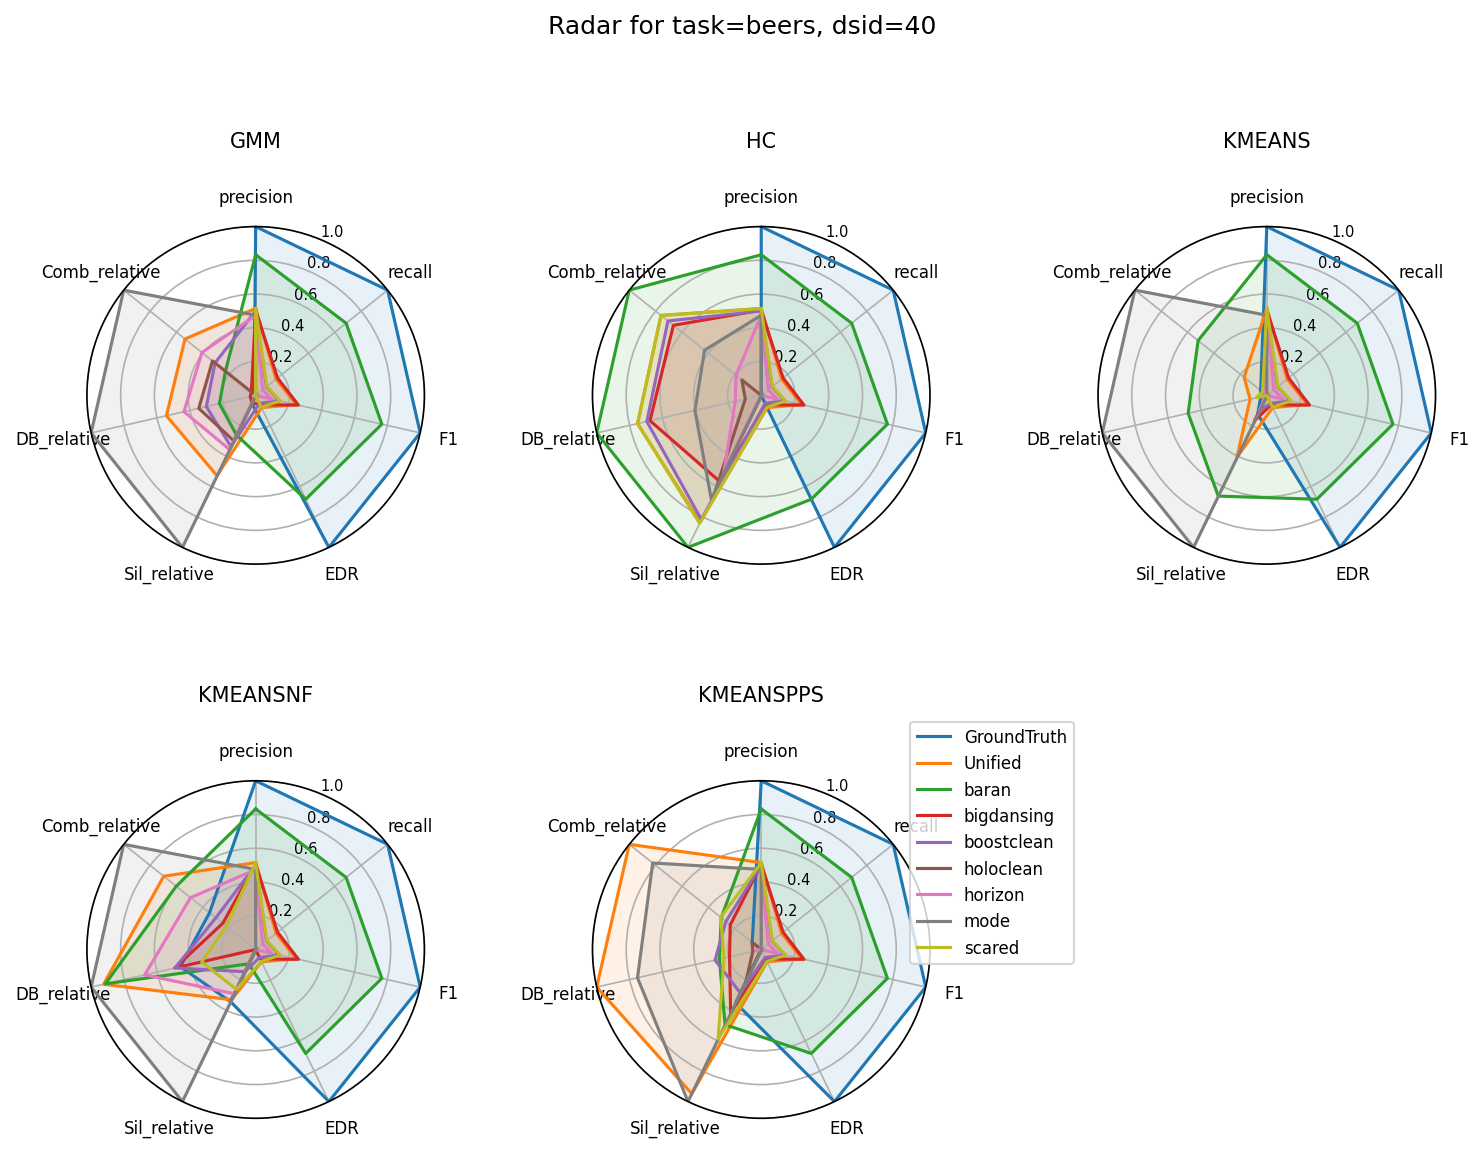 Radar for task=beers, dsid=40
GMM
precision
recall
F1
EDR
Sil_relative
DB_relative
Comb_relative
0.2
0.4
0.6
0.8
1.0
HC
precision
recall
F1
EDR
Sil_relative
DB_relative
Comb_relative
0.2
0.4
0.6
0.8
1.0
KMEANS
precision
recall
F1
EDR
Sil_relative
DB_relative
Comb_relative
0.2
0.4
0.6
0.8
1.0
KMEANSNF
precision
recall
F1
EDR
Sil_relative
DB_relative
Comb_relative
0.2
0.4
0.6
0.8
1.0
KMEANSPPS
precision
recall
F1
EDR
Sil_relative
DB_relative
Comb_relative
0.2
0.4
0.6
0.8
1.0
GroundTruth
Unified
baran
bigdansing
boostclean
holoclean
horizon
mode
scared